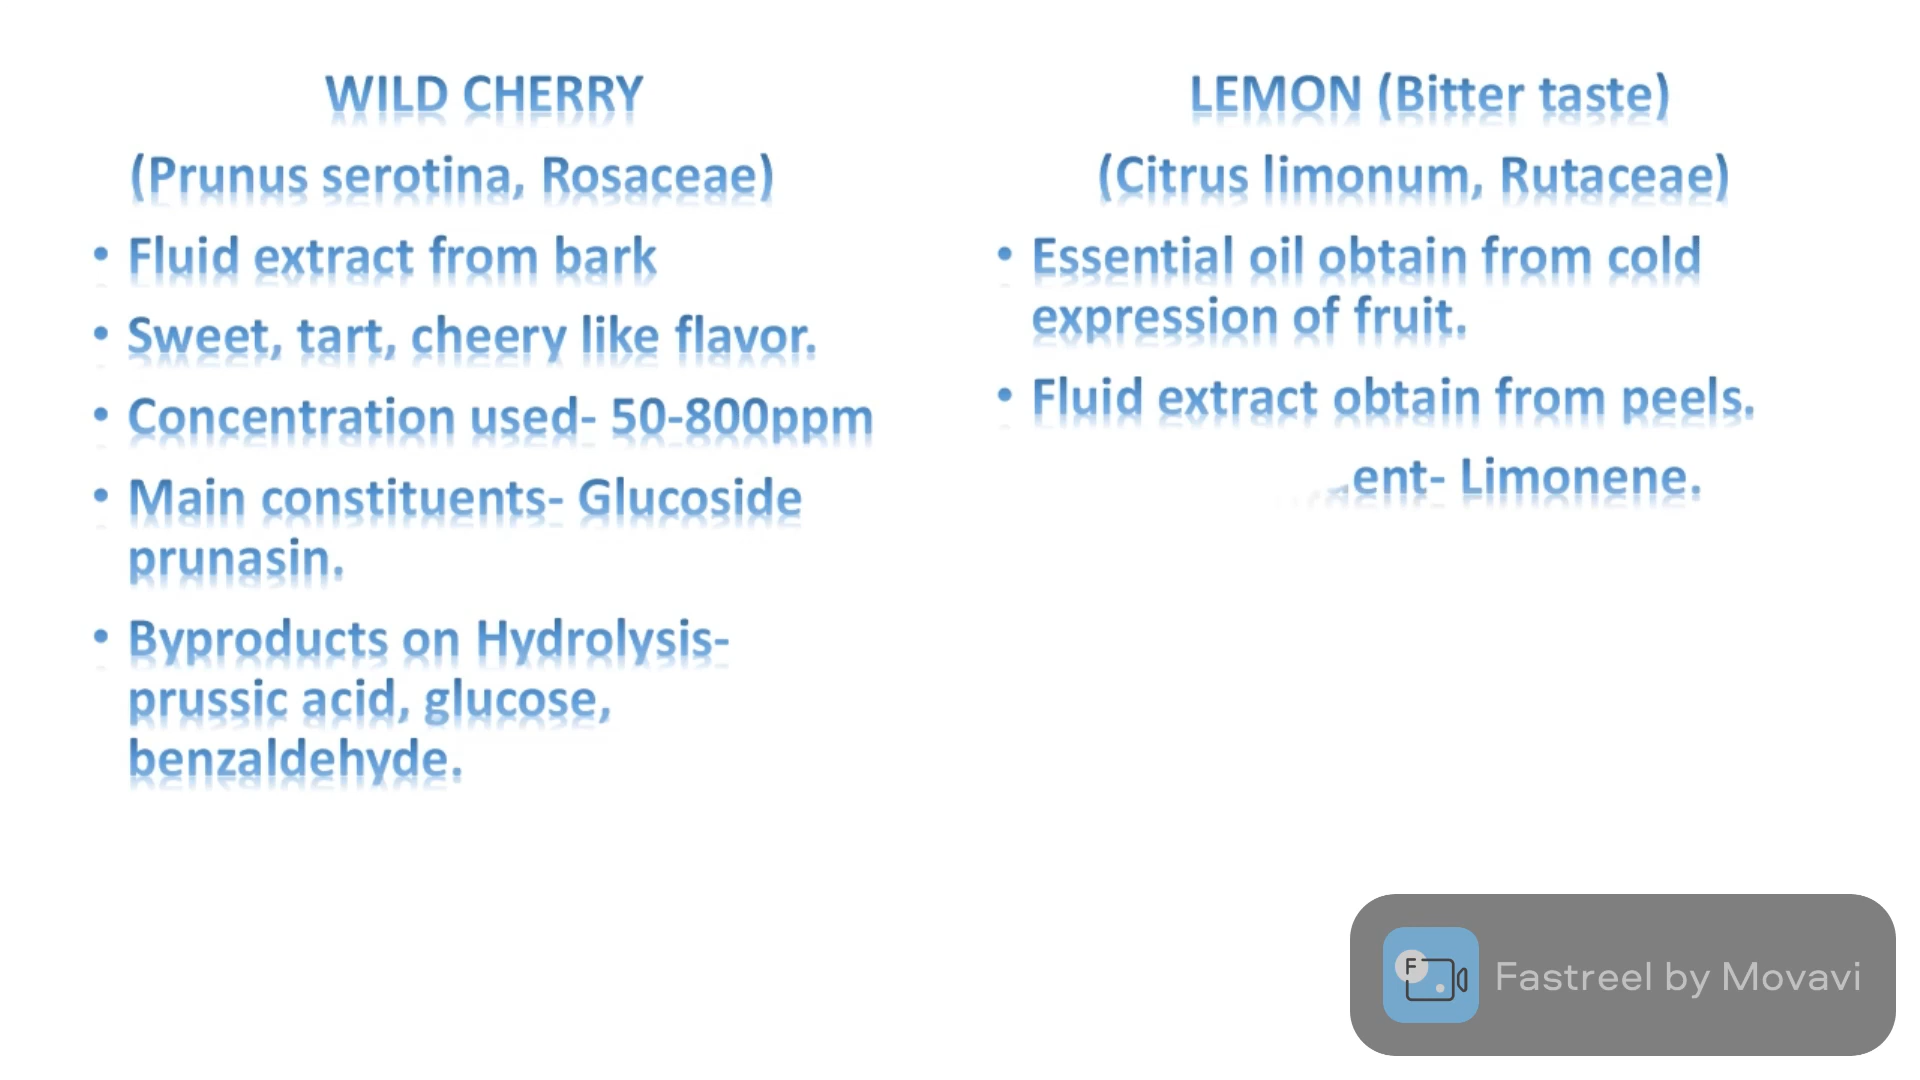 WILD CHERRY
(Prunus serotina, Rosaceae)
• Fluid extract from bark
• Sweet, tart, cheery like flavor.
• Concentration used- 50-800ppm
• Main constituents- Glucoside
prunasin.
• Byproducts on Hydrolysis-
prussic acid, glucose,
benzaldehyde.
LEMON (Bitter taste)
(Citrus limonum, Rutaceae)
• Essential oil obtain from cold
expression of fruit.
• Fluid extract obtain from peels.
ent- Limonene.
F
Fastreel by Movavi